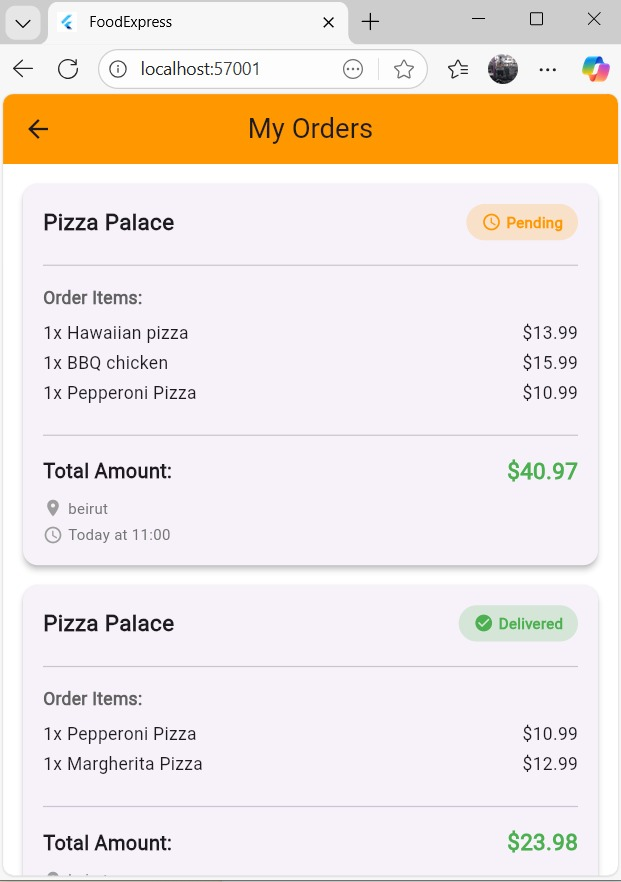 FoodExpress
localhost:57001
My Orders
Pizza Palace
Pending
Order Items:
1x Hawaiian pizza $13.99
1x BBQ chicken $15.99
1x Pepperoni Pizza $10.99
Total Amount: $40.97
beirut
Today at 11:00
Pizza Palace
Delivered
Order Items:
1x Pepperoni Pizza $10.99
1x Margherita Pizza $12.99
Total Amount: $23.98